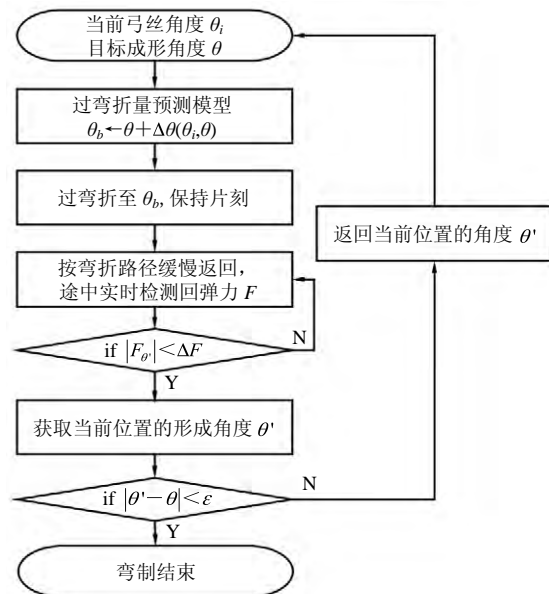 当前弓丝角度 θi
目标成形角度 θ
过弯折量预测模型
θb←θ+Δθ(θi,θ)
过弯折至 θb, 保持片刻
返回当前位置的角度 θ'
按弯折路径缓慢返回，
途中实时检测回弹力 F
N
if |Fθ'|<ΔF
Y
获取当前位置的形成角度 θ'
N
if |θ'−θ|<ε
Y
弯制结束